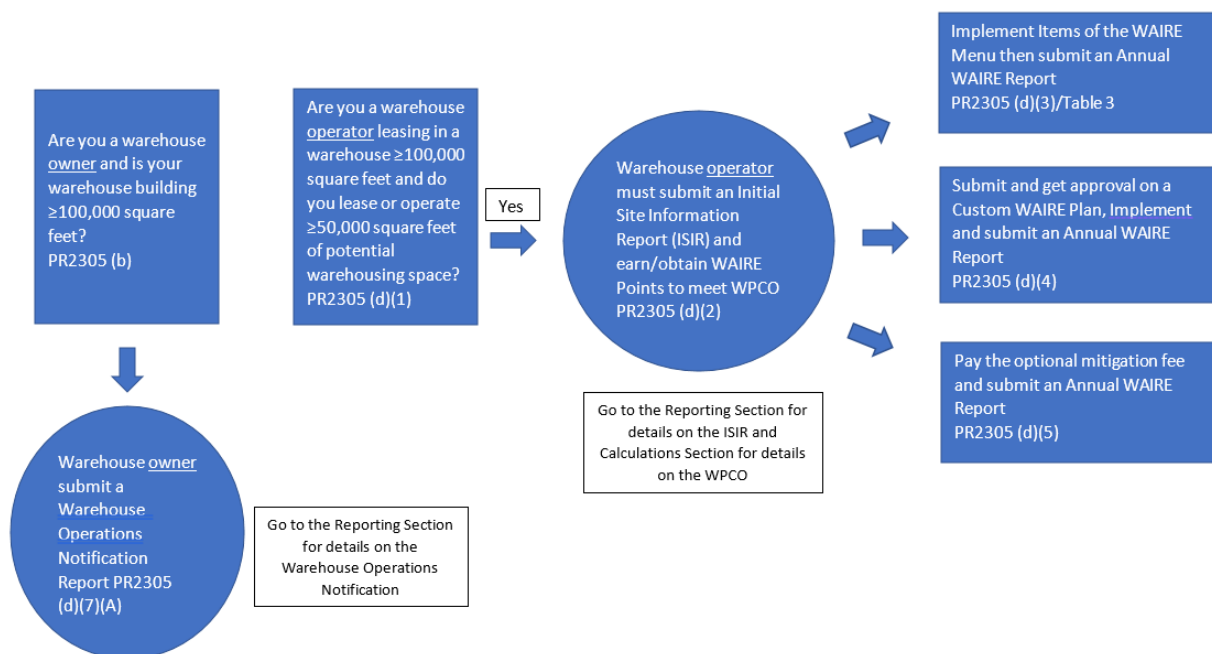 Are you a warehouse
owner and is your
warehouse building
≥100,000 square
feet?
PR2305 (b)
Warehouse owner
submit a
Warehouse
Operations
Notification
Report PR2305
(d)(7)(A)
Go to the Reporting Section
for details on the
Warehouse Operations
Notification
Are you a warehouse
operator leasing in a
warehouse ≥100,000
square feet and do
you lease or operate
≥50,000 square feet
of potential
warehousing space?
PR2305 (d)(1)
Yes
Warehouse operator
must submit an Initial
Site Information
Report (ISIR) and
earn/obtain WAIRE
Points to meet WPCO
PR2305 (d)(2)
Go to the Reporting Section for
details on the ISIR and
Calculations Section for details
on the WPCO
Implement Items of the WAIRE
Menu then submit an Annual
WAIRE Report
PR2305 (d)(3)/Table 3
Submit and get approval on a
Custom WAIRE Plan, Implement
and submit an Annual WAIRE
Report
PR2305 (d)(4)
Pay the optional mitigation fee
and submit an Annual WAIRE
Report
PR2305 (d)(5)